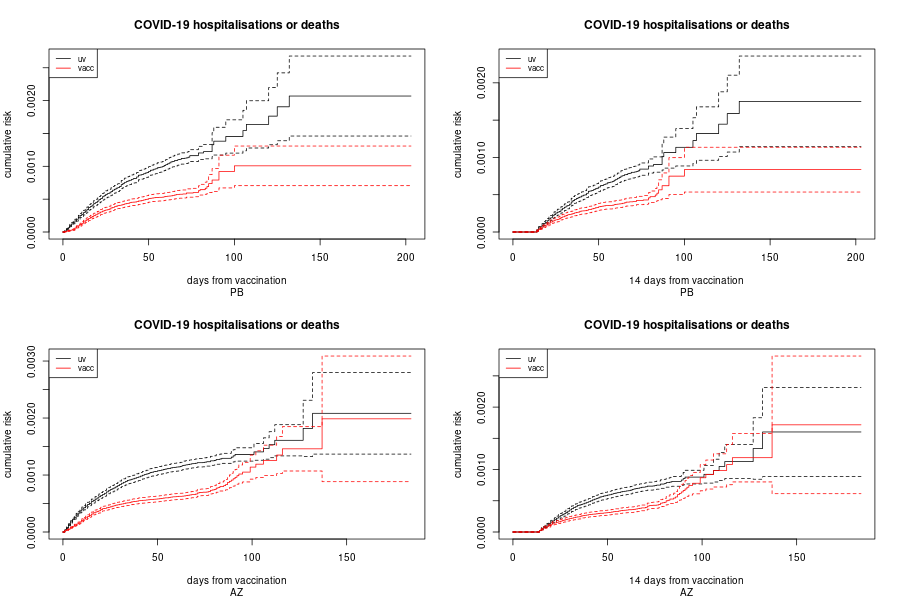 COVID-19 hospitalisations or deaths
uv
vacc
cumulative risk
0.0000
0.0010
0.0020
0 50 100 150 200
days from vaccination
PB
COVID-19 hospitalisations or deaths
uv
vacc
cumulative risk
0.0000
0.0010
0.0020
0 50 100 150 200
14 days from vaccination
PB
COVID-19 hospitalisations or deaths
uv
vacc
cumulative risk
0.0000
0.00010
0.00020
0.00030
0 50 100 150
days from vaccination
AZ
COVID-19 hospitalisations or deaths
uv
vacc
cumulative risk
0.0000
0.0010
0.0020
0 50 100 150
14 days from vaccination
AZ